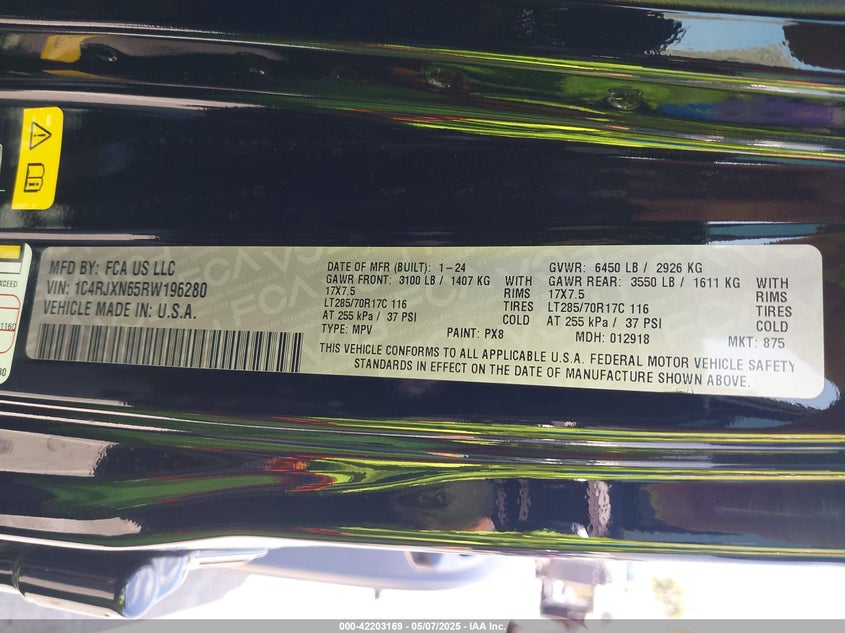 MFD BY: FCA US LLC
VIN: 1C4RJXN65RW196280
VEHICLE MADE IN: U.S.A.
DATE OF MFR (BUILT): 1-24
GVWR: 6450 LB / 2926 KG
GAWR FRONT: 3100 LB / 1407 KG WITH
GAWR REAR: 3550 LB / 1611 KG WITH
17X7.5 RIMS
17X7.5 RIMS
LT285/70R17C 116 TIRES
LT285/70R17C 116 TIRES
AT 255 kPa / 37 PSI COLD
AT 255 kPa / 37 PSI COLD
TYPE: MPV PAINT: PX8 MDH: 012918 MKT: 875
THIS VEHICLE CONFORMS TO ALL APPLICABLE U.S.A. FEDERAL MOTOR VEHICLE SAFETY
STANDARDS IN EFFECT ON THE DATE OF MANUFACTURE SHOWN ABOVE.
EXCEED
1160
000-42203169 - 05/07/2025 - IAA Inc.